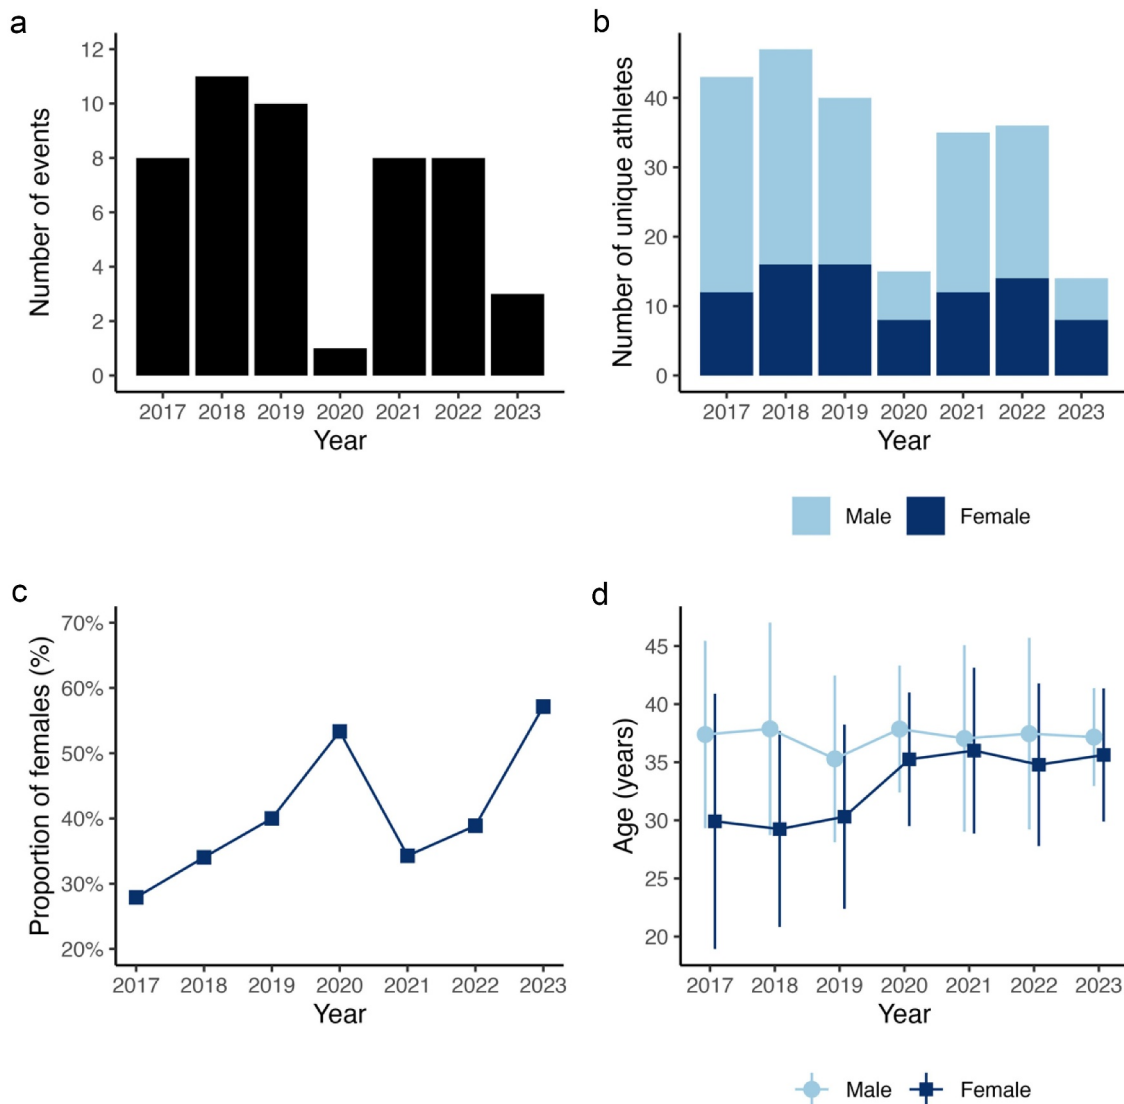 a
Number of events
12
10
8
6
4
2
0
2017 2018 2019 2020 2021 2022 2023
Year
b
Number of unique athletes
40
30
20
10
0
2017 2018 2019 2020 2021 2022 2023
Year
Male Female
c
Proportion of females (%)
70%
60%
50%
40%
30%
20%
2017 2018 2019 2020 2021 2022 2023
Year
d
Age (years)
45
40
35
30
25
20
2017 2018 2019 2020 2021 2022 2023
Year
Male Female